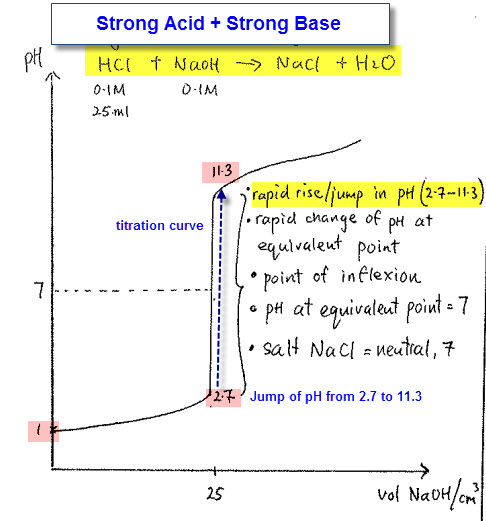 Strong Acid + Strong Base
pH
HCl + NaOH → NaCl + H2O
0.1M 0.1M
25ml
11.3
• rapid rise/jump in pH (2.7-11.3)
• rapid change of pH at
equivalent point
titration curve
• point of inflexion
7
• pH at equivalent point = 7
• salt NaCl = neutral, 7
2.7
Jump of pH from 2.7 to 11.3
1
25
vol NaOH/cm³